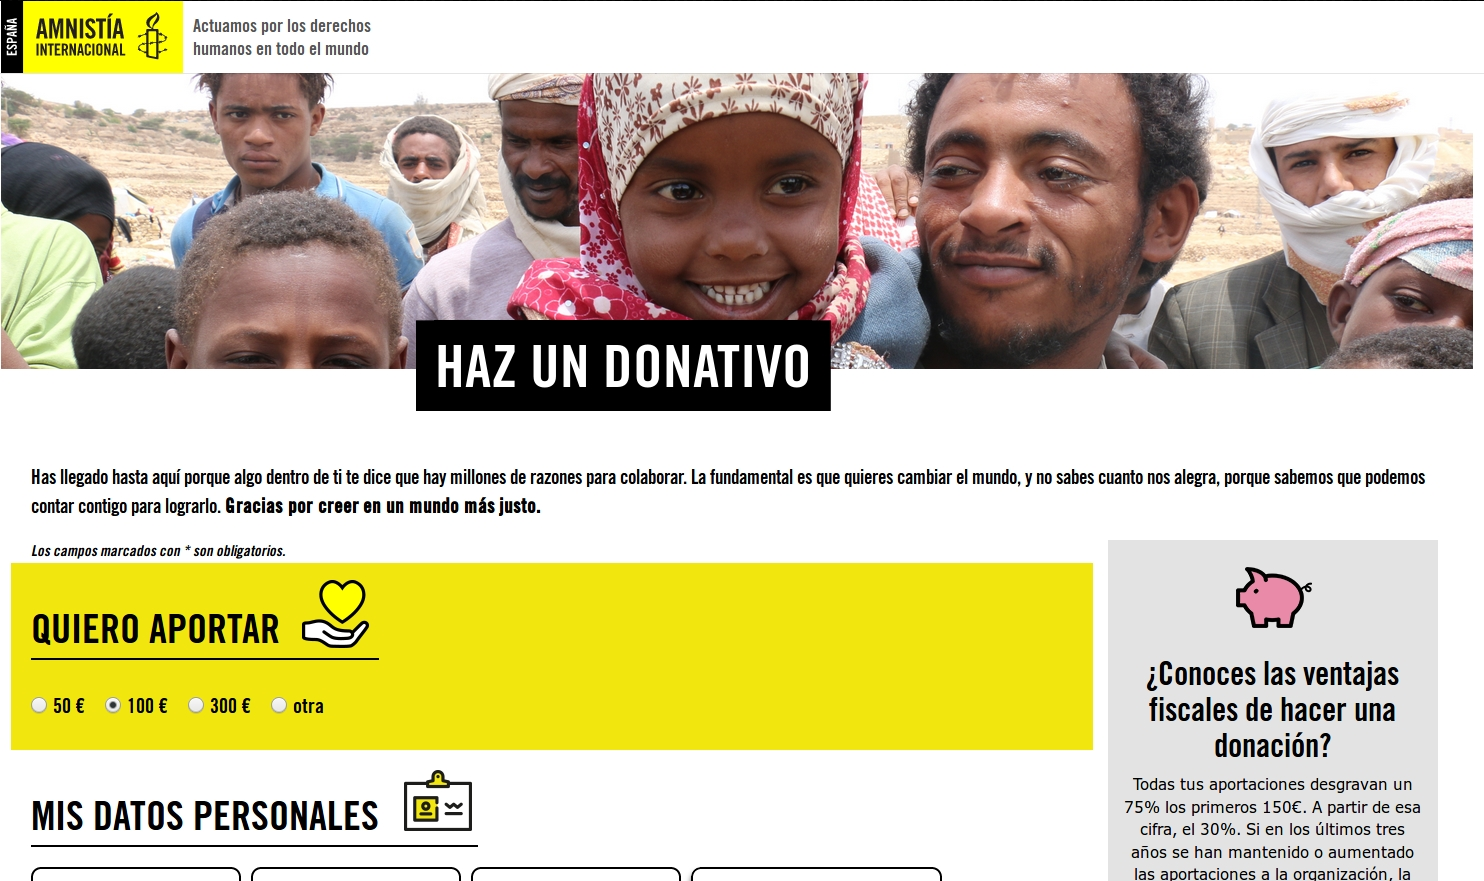 ESPAÑA
AMNISTÍA
INTERNACIONAL
Actuamos por los derechos
humanos en todo el mundo
HAZ UN DONATIVO
Has llegado hasta aquí porque algo dentro de ti te dice que hay millones de razones para colaborar. La fundamental es que quieres cambiar el mundo, y no sabes cuanto nos alegra, porque sabemos que podemos
contar contigo para lograrlo. Gracias por creer en un mundo más justo.
Los campos marcados con * son obligatorios.
QUIERO APORTAR
50 € 100 € 300 € otra
MIS DATOS PERSONALES
¿Conoces las ventajas
fiscales de hacer una
donación?
Todas tus aportaciones desgravan un
75% los primeros 150€. A partir de esa
cifra, el 30%. Si en los últimos tres
años se han mantenido o aumentado
las aportaciones a la organización, la